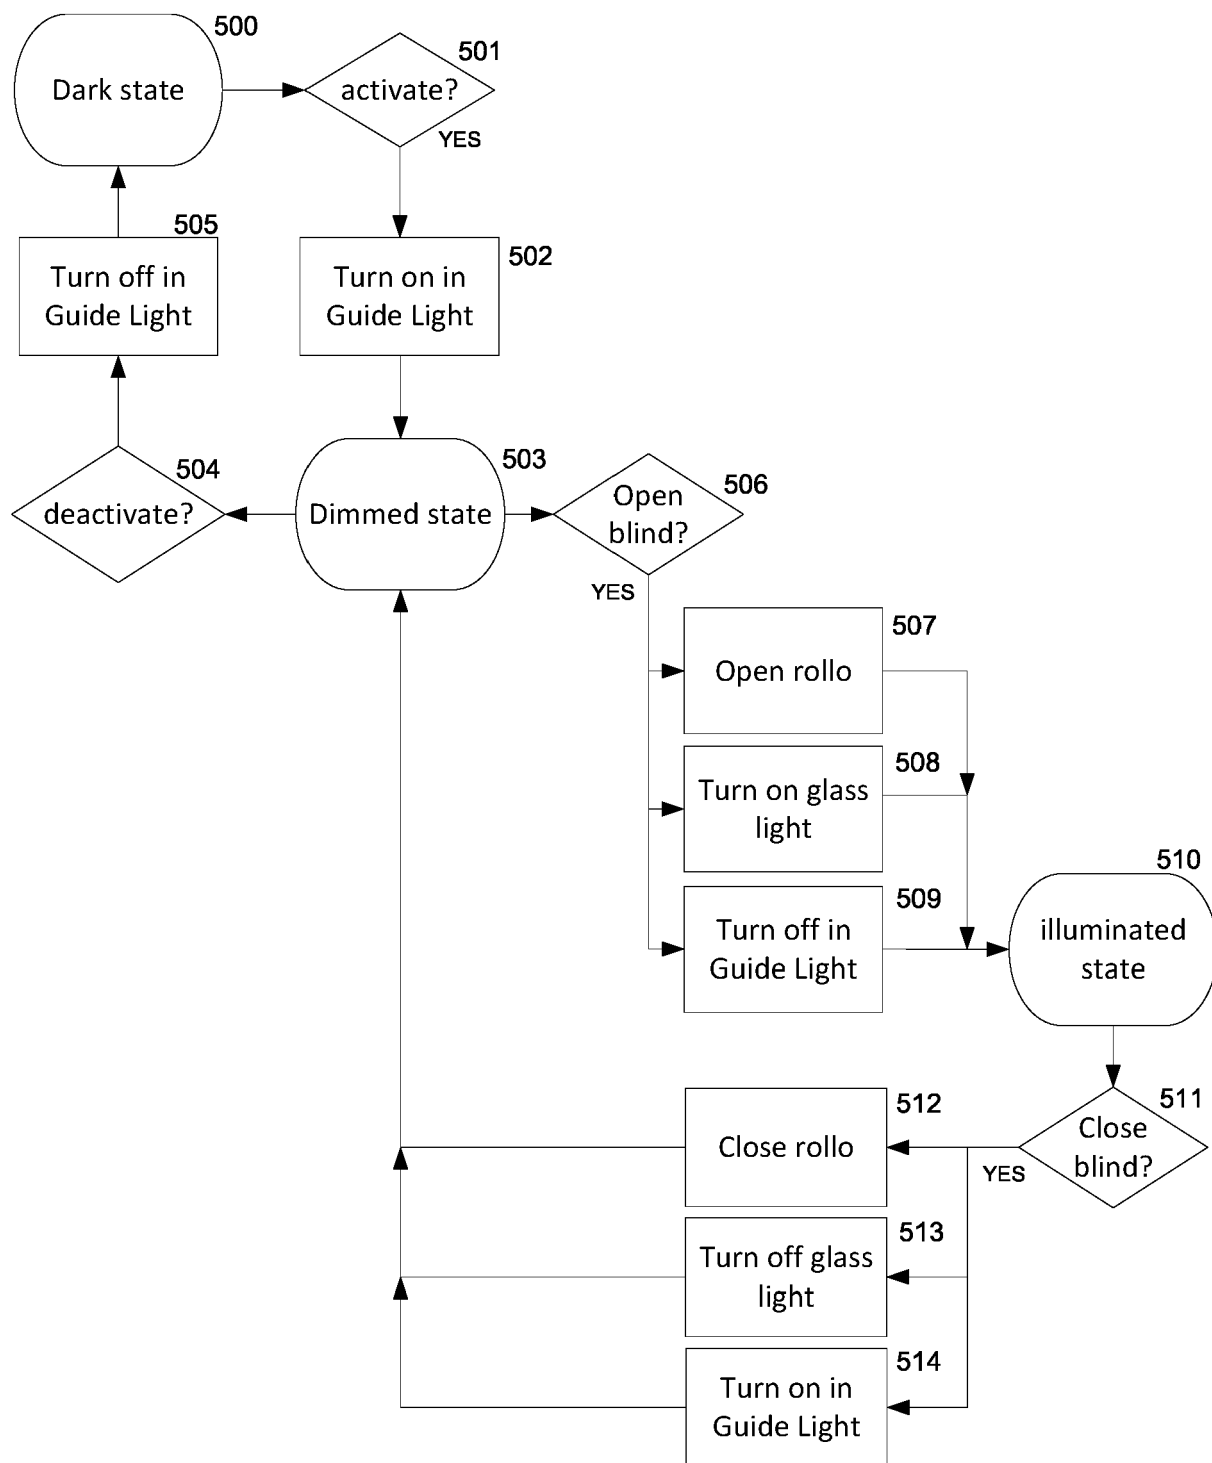 500
Dark state
501
activate?
YES
505
Turn off in
Guide Light
502
Turn on in
Guide Light
504
deactivate?
503
Dimmed state
506
Open
blind?
YES
507
Open rollo
508
Turn on glass
light
509
Turn off in
Guide Light
510
illuminated
state
511
Close
blind?
YES
512
Close rollo
513
Turn off glass
light
514
Turn on in
Guide Light